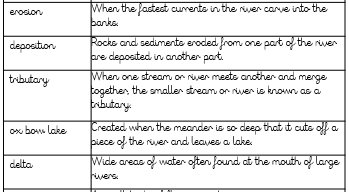 erosion
When the fastest currents in the river carve into the
banks.
deposition
Rocks and sediments eroded from one part of the river
are deposited in another part.
tributary
When one stream or river meets another and merge
together, the smaller stream or river is known as a
tributary.
ox bow lake
Created when the meander is so deep that it cuts off a
piece of the river and leaves a lake.
delta
Wide areas of water often found at the mouth of large
rivers.